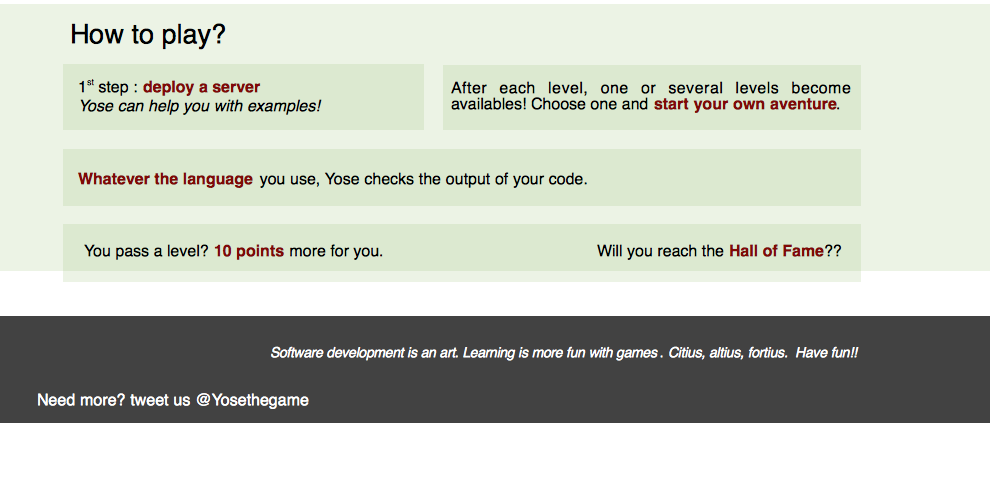 How to play?
1st step : deploy a server
Yose can help you with examples!
After each level, one or several levels become
availables! Choose one and start your own aventure.
Whatever the language you use, Yose checks the output of your code.
You pass a level? 10 points more for you.
Will you reach the Hall of Fame??
Software development is an art. Learning is more fun with games . Citius, altius, fortius. Have fun!!
Need more? tweet us @Yosethegame